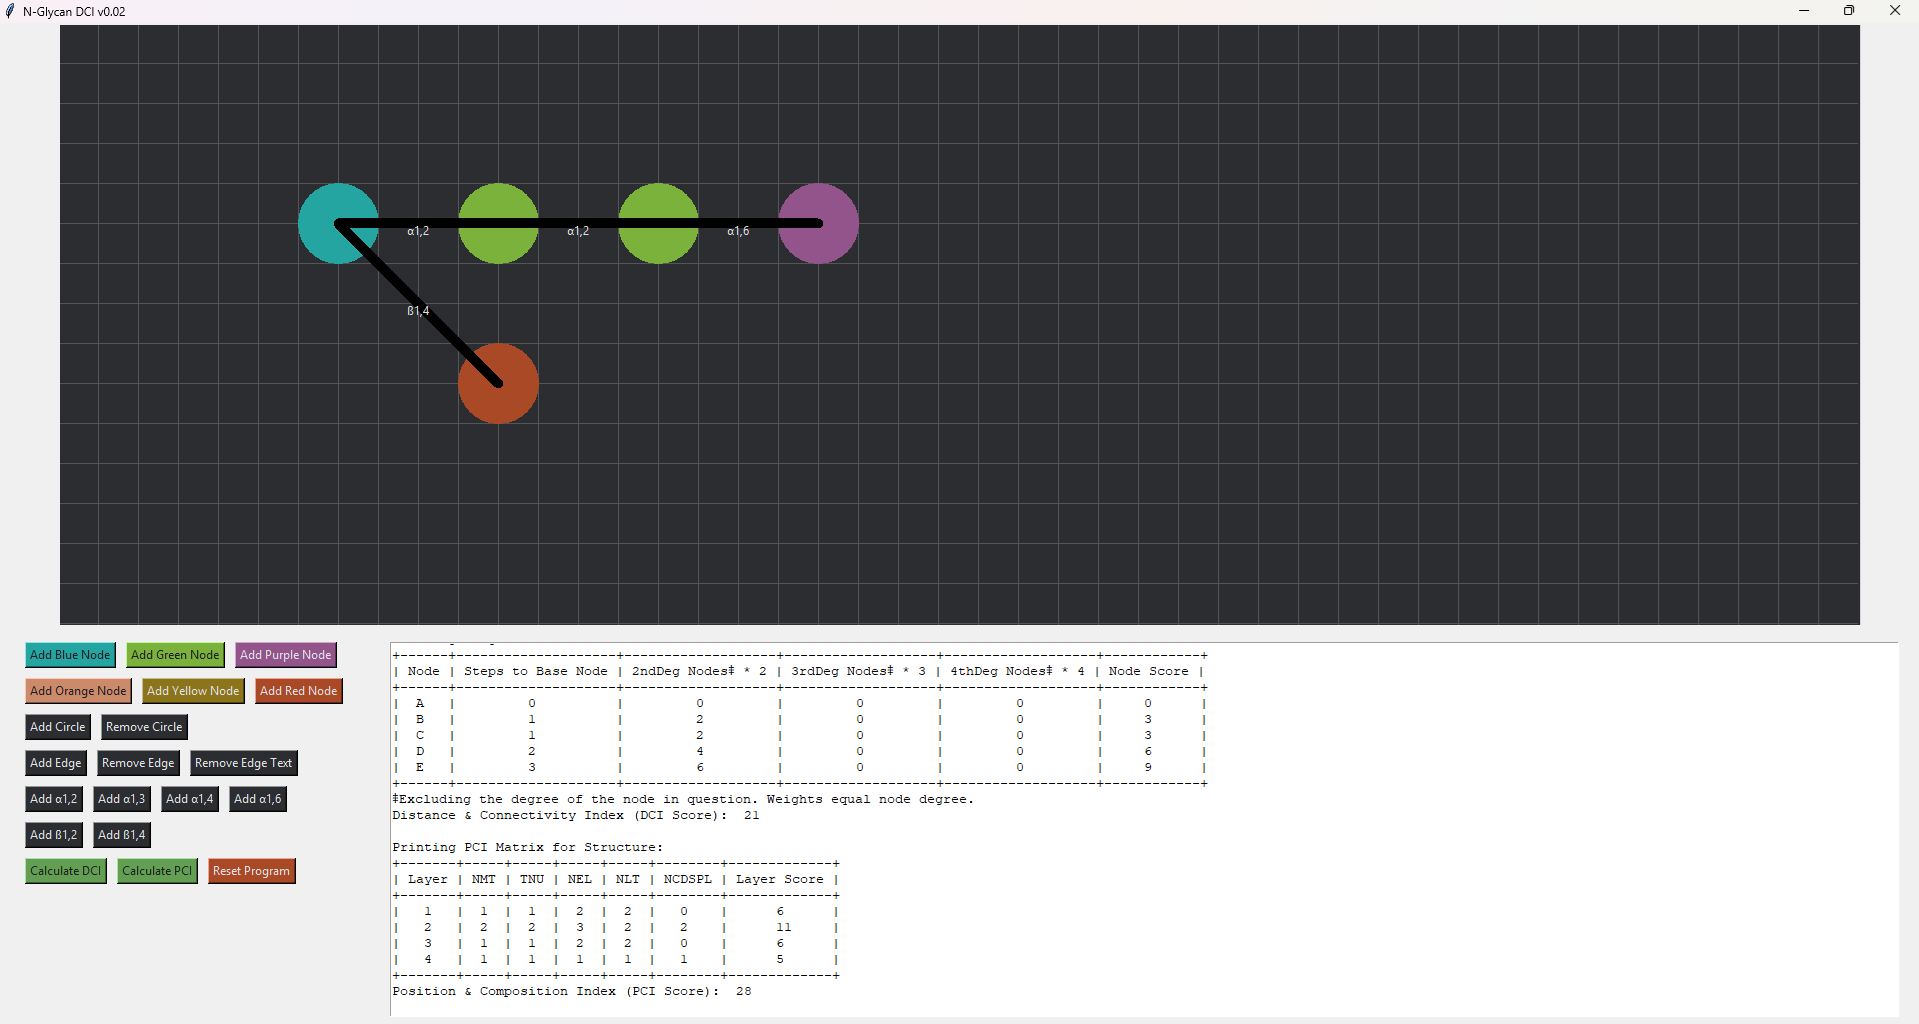 N-Glycan DCI v0.02
α1,2
α1,2
α1,6
ß1,4
Add Blue Node
Add Green Node
Add Purple Node
Add Orange Node
Add Yellow Node
Add Red Node
Add Circle
Remove Circle
Add Edge
Remove Edge
Remove Edge Text
Add α1,2
Add α1,3
Add α1,4
Add α1,6
Add ß1,2
Add ß1,4
Calculate DCI
Calculate PCI
Reset Program
+------+--------------------+-------------------+-------------------+-------------------+------------+
| Node | Steps to Base Node | 2ndDeg Nodes‡ * 2 | 3rdDeg Nodes‡ * 3 | 4thDeg Nodes‡ * 4 | Node Score |
+------+--------------------+-------------------+-------------------+-------------------+------------+
|  A   |         0          |         0         |         0         |         0         |     0      |
|  B   |         1          |         2         |         0         |         0         |     3      |
|  C   |         1          |         2         |         0         |         0         |     3      |
|  D   |         2          |         4         |         0         |         0         |     6      |
|  E   |         3          |         6         |         0         |         0         |     9      |
+------+--------------------+-------------------+-------------------+-------------------+------------+
‡Excluding the degree of the node in question. Weights equal node degree.
Distance & Connectivity Index (DCI Score):  21
Printing PCI Matrix for Structure:
+-------+-----+-----+-----+-----+--------+-------------+
| Layer | NMT | TNU | NEL | NLT | NCDSPL | Layer Score |
+-------+-----+-----+-----+-----+--------+-------------+
|   1   |  1  |  1  |  2  |  2  |   0    |      6      |
|   2   |  2  |  2  |  3  |  2  |   2    |      11     |
|   3   |  1  |  1  |  2  |  2  |   0    |      6      |
|   4   |  1  |  1  |  1  |  1  |   1    |      5      |
+-------+-----+-----+-----+-----+--------+-------------+
Position & Composition Index (PCI Score):  28